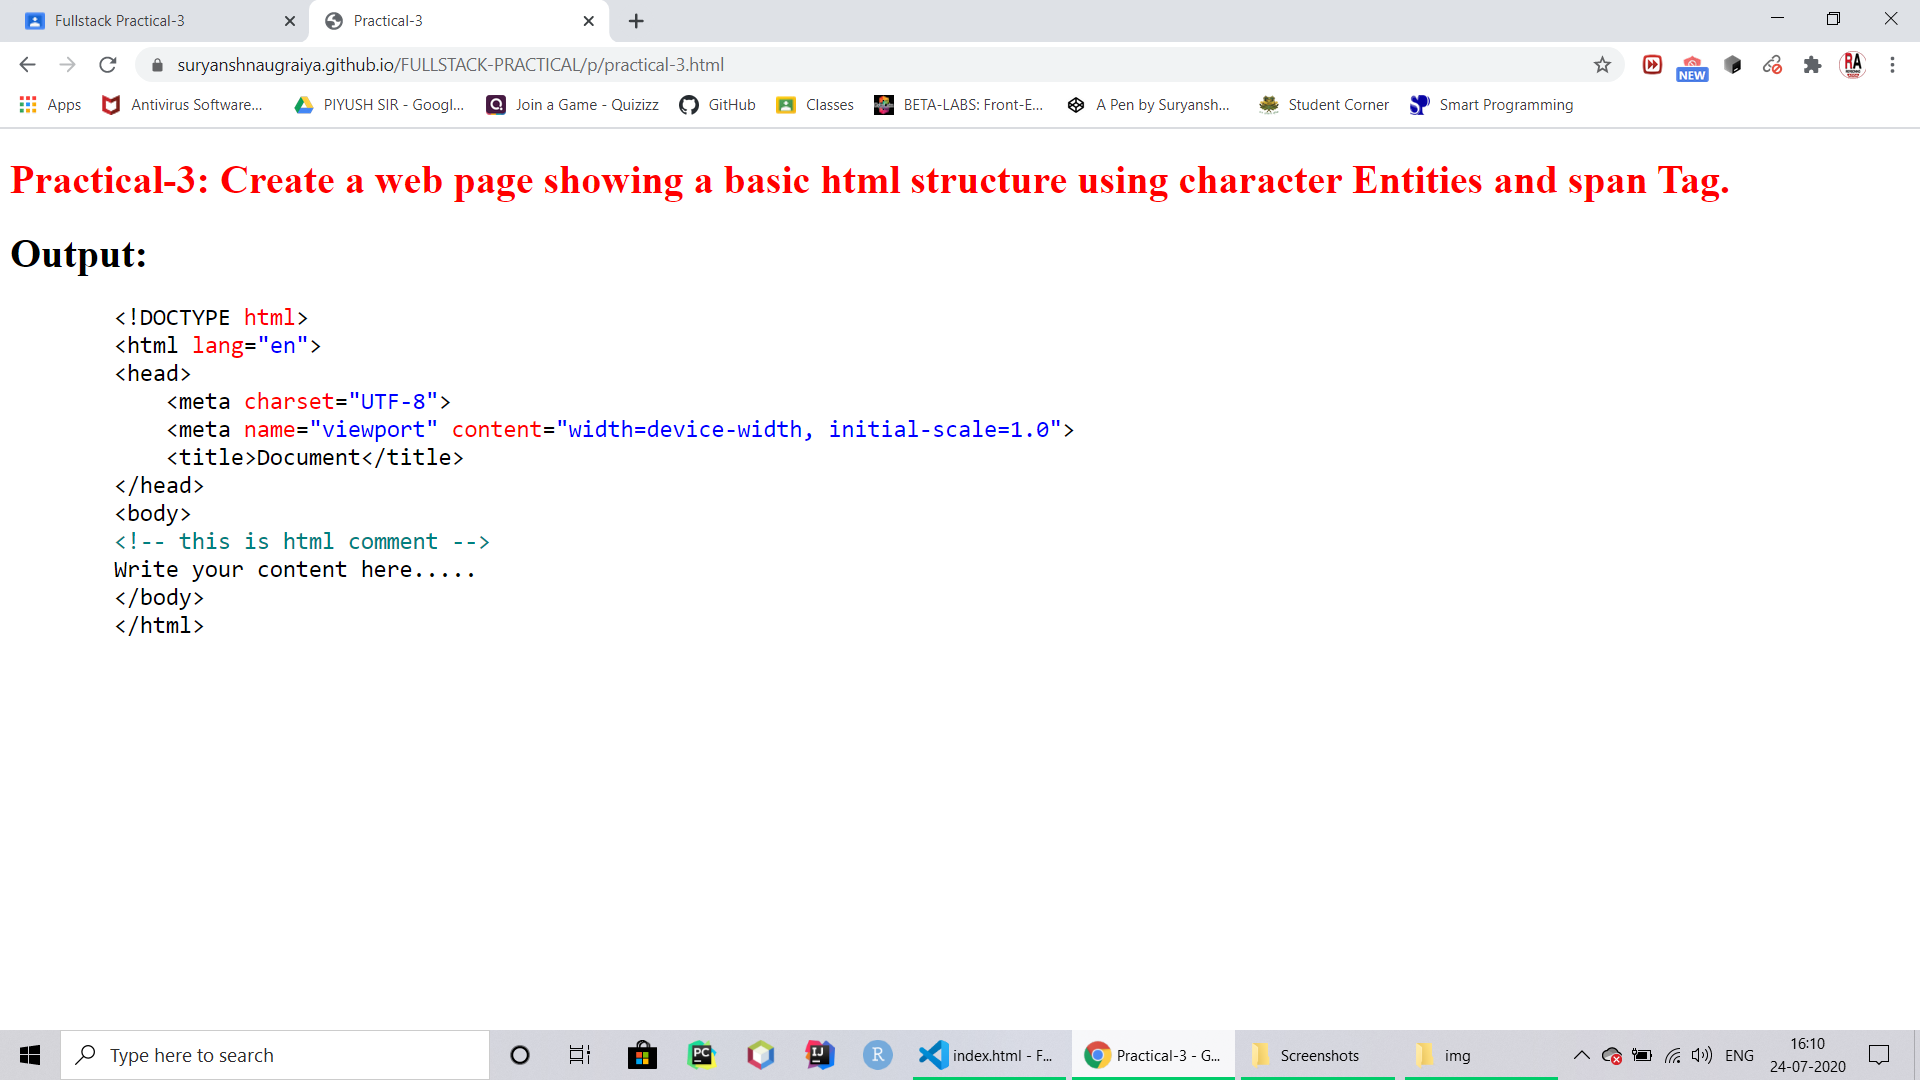 Fullstack Practical-3
Practical-3
suryanshnaugraiya.github.io/FULLSTACK-PRACTICAL/p/practical-3.html
NEW
RA
Apps Antivirus Software... PIYUSH SIR - Googl... Join a Game - Quizizz GitHub Classes BETA-LABS: Front-E... A Pen by Suryansh... Student Corner Smart Programming
Practical-3: Create a web page showing a basic html structure using character Entities and span Tag.
Output:
<!DOCTYPE html>
<html lang="en">
<head>
    <meta charset="UTF-8">
    <meta name="viewport" content="width=device-width, initial-scale=1.0">
    <title>Document</title>
</head>
<body>
<!-- this is html comment -->
Write your content here.....
</body>
</html>
Type here to search
PC
IJ
R
index.html - F...
Practical-3 - G...
Screenshots
img
ENG
16:10
24-07-2020